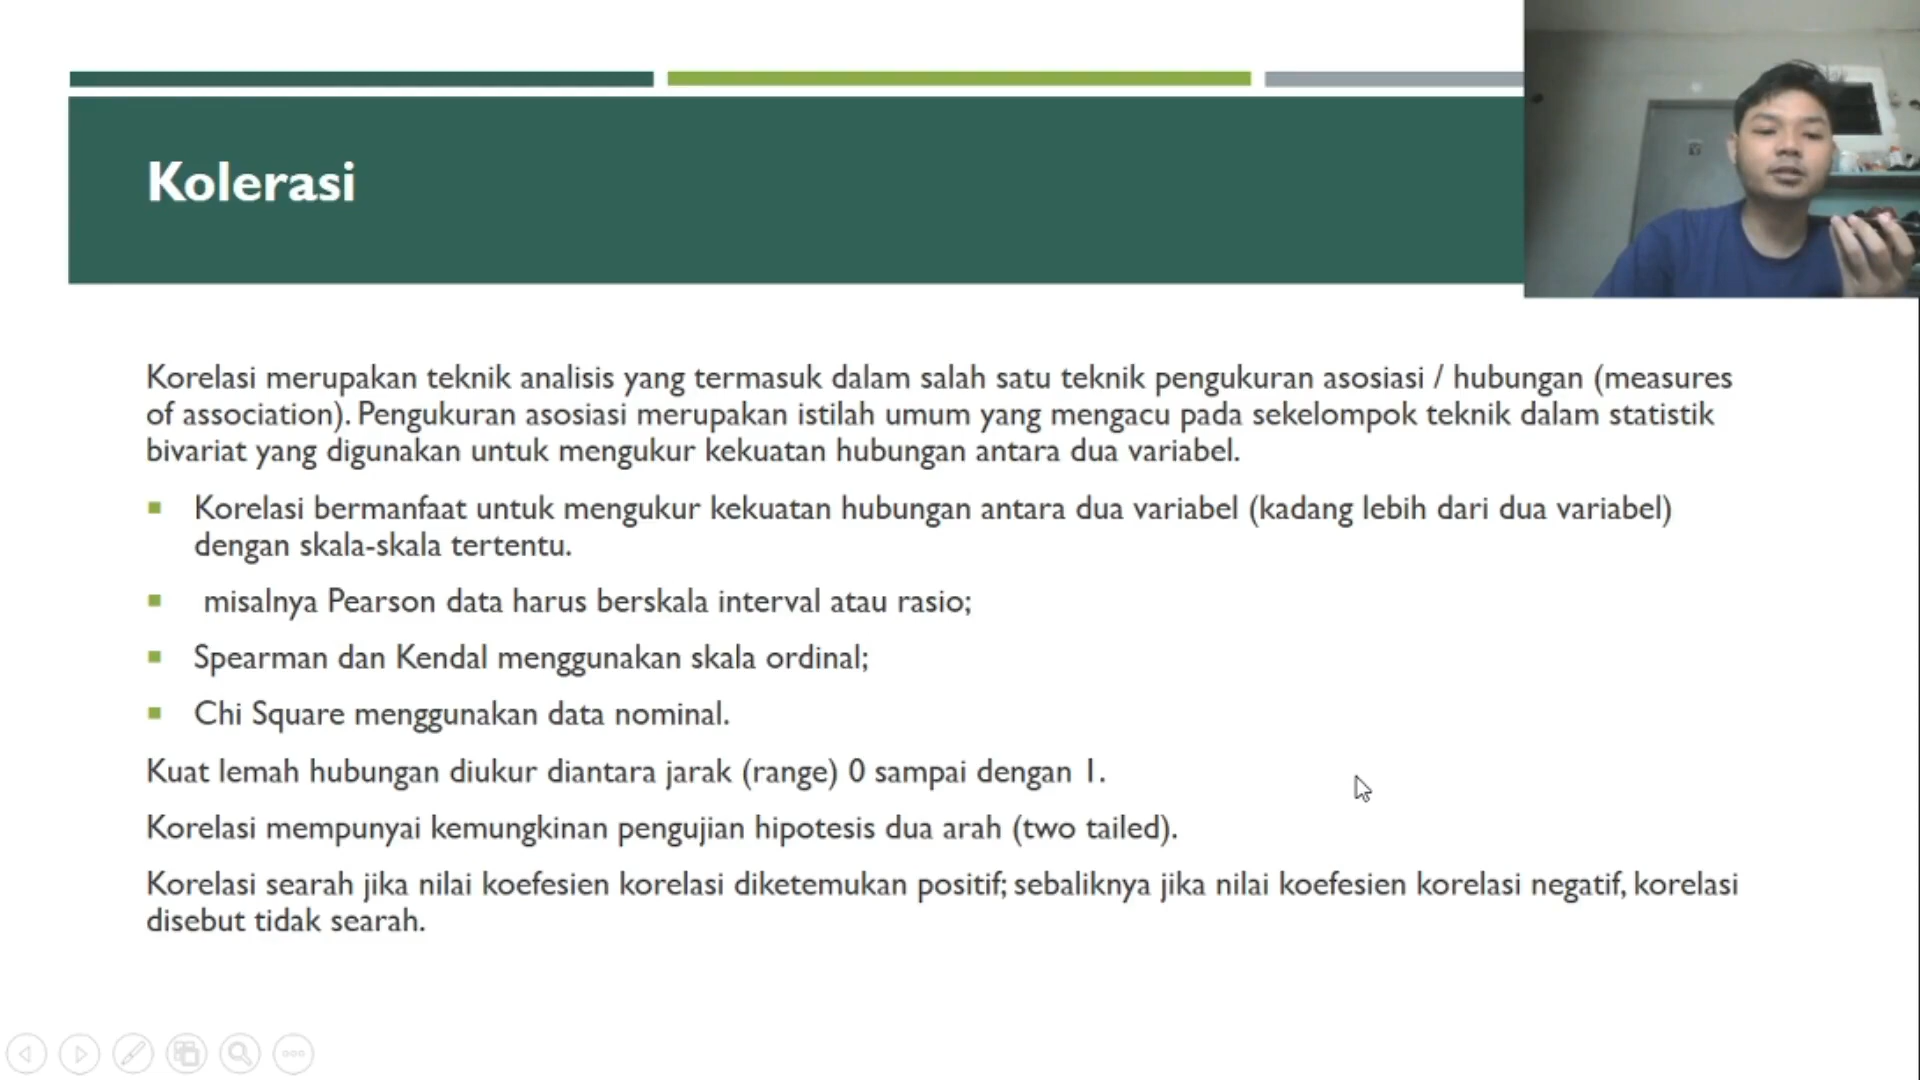 Kolerasi
Korelasi merupakan teknik analisis yang termasuk dalam salah satu teknik pengukuran asosiasi / hubungan (measures
of association). Pengukuran asosiasi merupakan istilah umum yang mengacu pada sekelompok teknik dalam statistik
bivariat yang digunakan untuk mengukur kekuatan hubungan antara dua variabel.
Korelasi bermanfaat untuk mengukur kekuatan hubungan antara dua variabel (kadang lebih dari dua variabel)
dengan skala-skala tertentu.
misalnya Pearson data harus berskala interval atau rasio;
Spearman dan Kendal menggunakan skala ordinal;
Chi Square menggunakan data nominal.
Kuat lemah hubungan diukur diantara jarak (range) 0 sampai dengan 1.
Korelasi mempunyai kemungkinan pengujian hipotesis dua arah (two tailed).
Korelasi searah jika nilai koefesien korelasi diketemukan positif; sebaliknya jika nilai koefesien korelasi negatif, korelasi
disebut tidak searah.